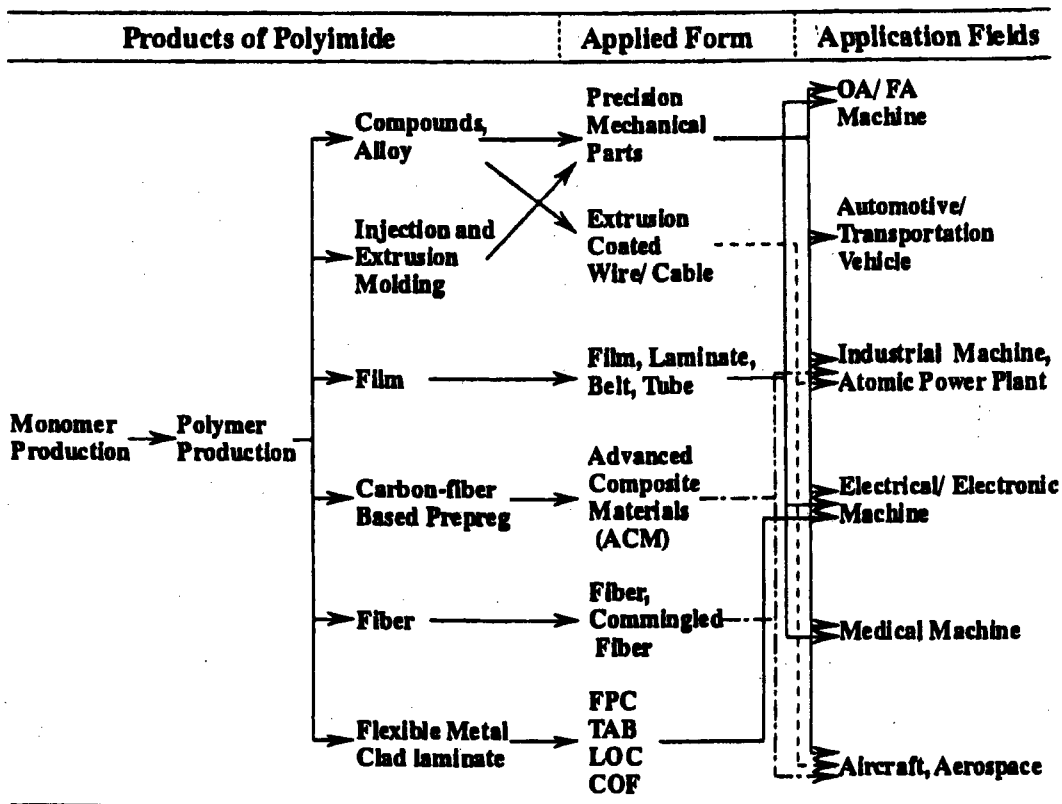 Products of Polyimide
Applied Form
Application Fields
Monomer
Production
Polymer
Production
Compounds,
Alloy
Injection and
Extrusion
Molding
Film
Carbon-fiber
Based Prepreg
Fiber
Flexible Metal
Clad laminate
Precision
Mechanical
Parts
Extrusion
Coated
Wire/ Cable
Film, Laminate,
Belt, Tube
Advanced
Composite
Materials
(ACM)
Fiber,
Commingled
Fiber
FPC
TAB
LOC
COF
OA/ FA
Machine
Automotive/
Transportation
Vehicle
Industrial Machine,
Atomic Power Plant
Electrical/ Electronic
Machine
Medical Machine
Aircraft, Aerospace